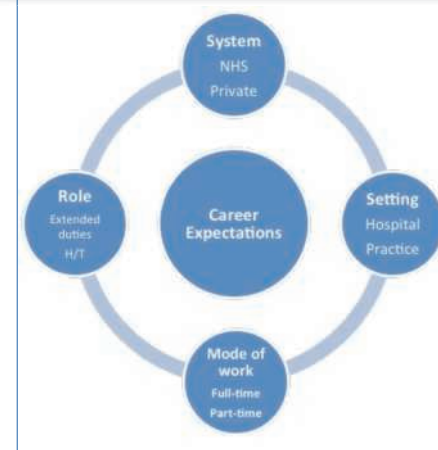 System
NHS
Private
Role
Extended
duties
H/T
Career
Expectations
Setting
Hospital
Practice
Mode of
work
Full-time
Part-time